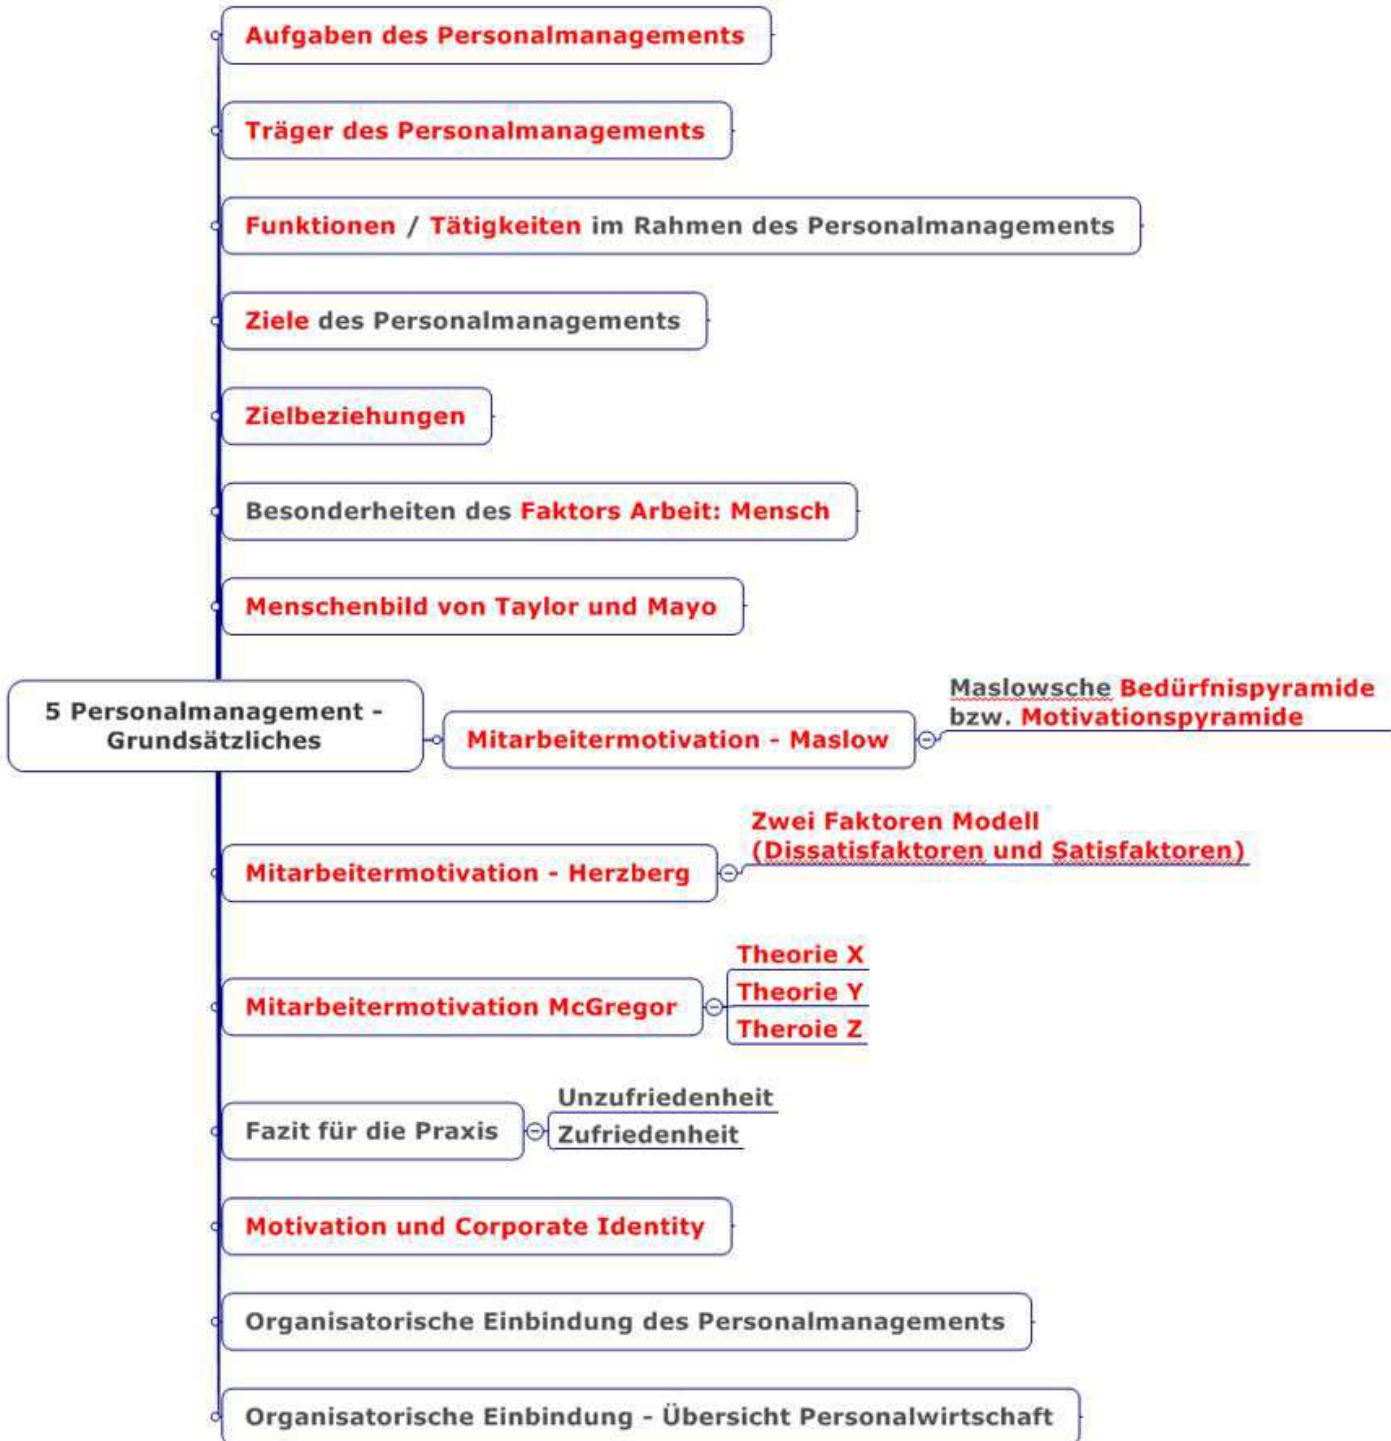 Aufgaben des Personalmanagements
Träger des Personalmanagements
Funktionen / Tätigkeiten im Rahmen des Personalmanagements
Ziele des Personalmanagements
Zielbeziehungen
Besonderheiten des Faktors Arbeit: Mensch
Menschenbild von Taylor und Mayo
5 Personalmanagement -
Grundsätzliches
Mitarbeitermotivation - Maslow
Maslowsche Bedürfnispyramide
bzw. Motivationspyramide
Mitarbeitermotivation - Herzberg
Zwei Faktoren Modell
(Dissatisfaktoren und Satisfaktoren)
Mitarbeitermotivation McGregor
Theorie X
Theorie Y
Theroie Z
Fazit für die Praxis
Unzufriedenheit
Zufriedenheit
Motivation und Corporate Identity
Organisatorische Einbindung des Personalmanagements
Organisatorische Einbindung - Übersicht Personalwirtschaft